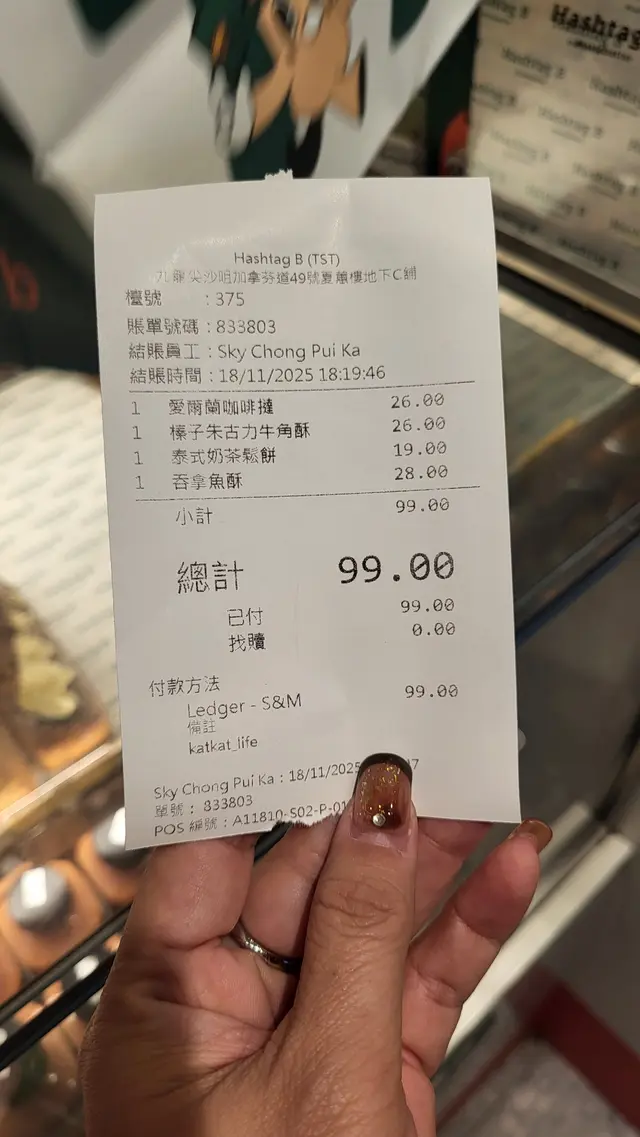 Hashtag B
Hashtag B (TST)
九龍尖沙咀加拿芬道49號夏蕙樓地下C舖
檯號 : 375
賬單號碼 : 833803
結賬員工 : Sky Chong Pui Ka
結賬時間 : 18/11/2025 18:19:46
1 愛爾蘭咖啡撻 26.00
1 榛子朱古力牛角酥 26.00
1 泰式奶茶鬆餅 19.00
1 吞拿魚酥 28.00
小計 99.00
總計 99.00
已付 99.00
找贖 0.00
付款方法
Ledger - S&M 99.00
備註
katkat_life
Sky Chong Pui Ka : 18/11/2025
單號 : 833803
POS 編號 : A11810-S02-P-01